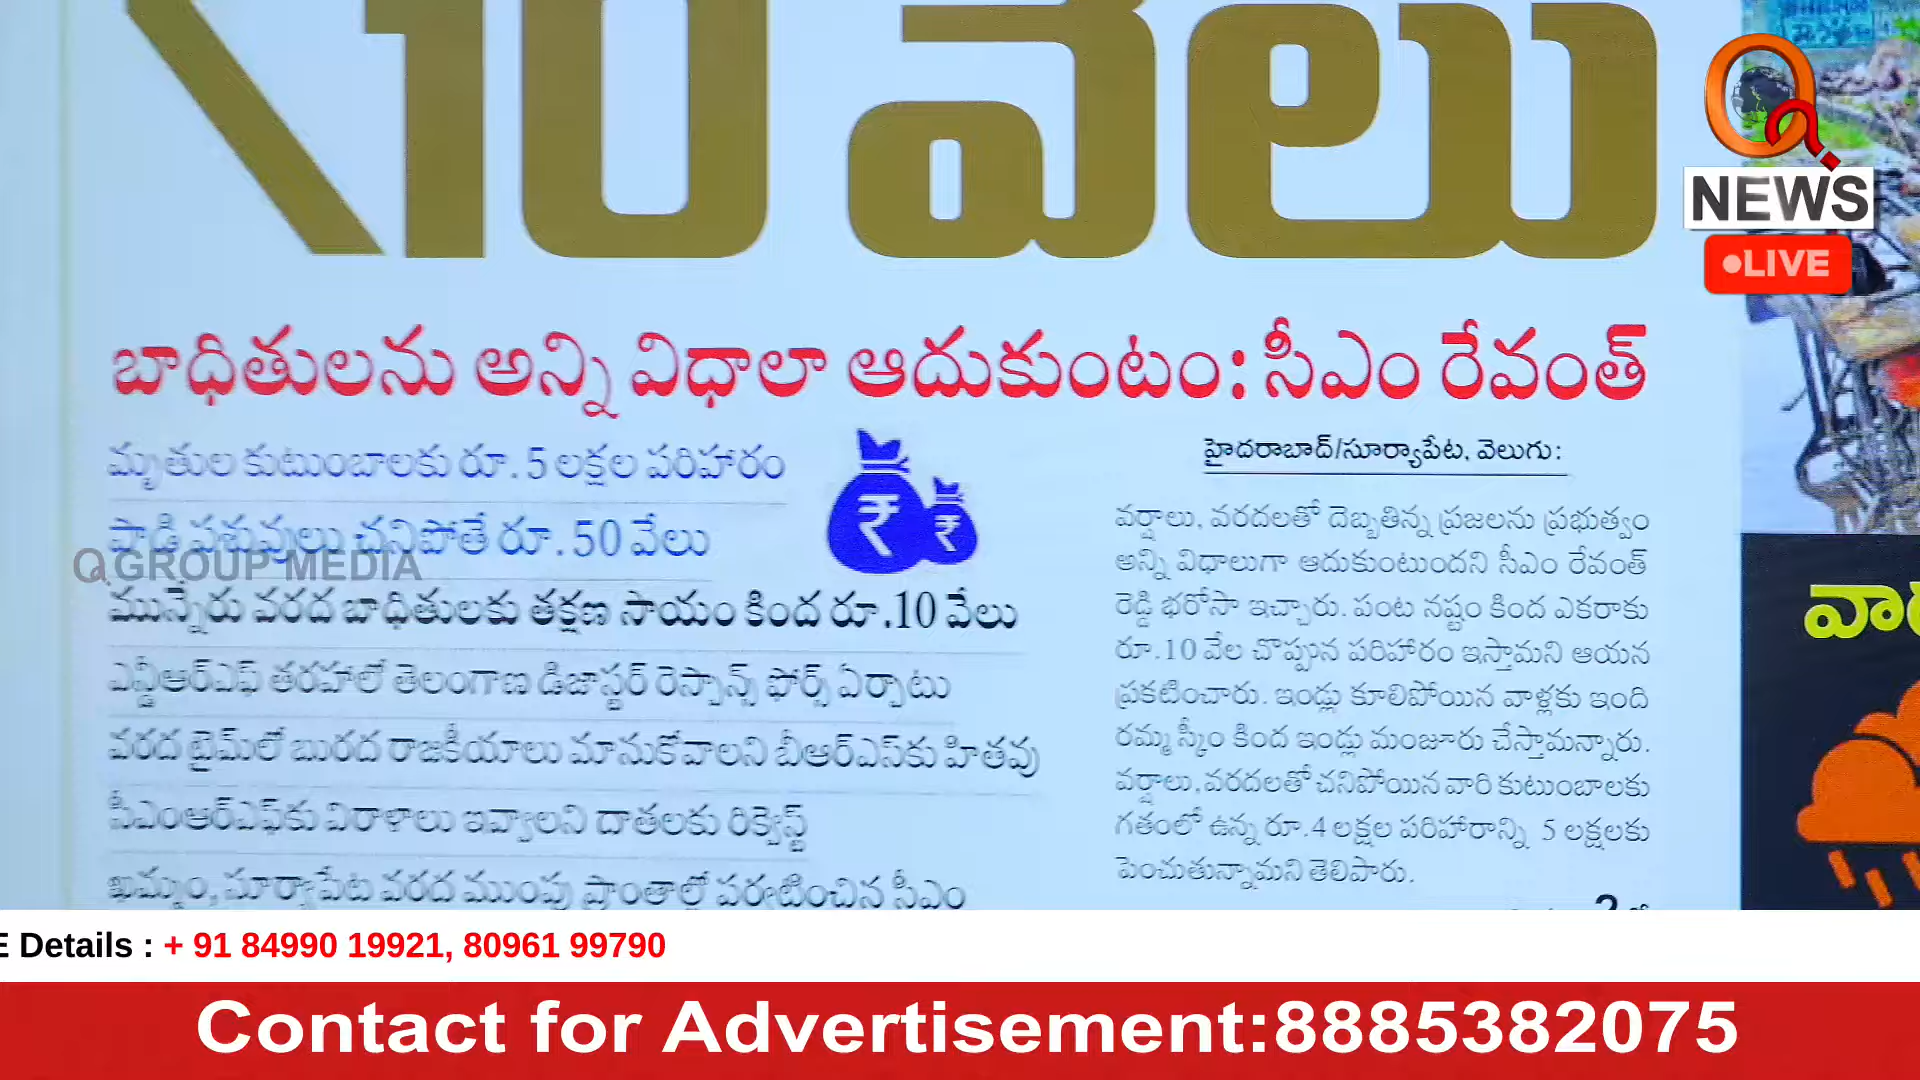 10 వేలు
బాధితులను అన్ని విధాలా ఆదుకుంటం: సీఎం రేవంత్
మృతుల కుటుంబాలకు రూ.5 లక్షల పరిహారం
పాడి పశువులు చనిపోతే రూ.50 వేలు
మున్నేరు వరద బాధితులకు తక్షణ సాయం కింద రూ.10 వేలు
ఎన్డీఆర్ఎఫ్ తరహాలో తెలంగాణ డిజాస్టర్ రెస్పాన్స్ ఫోర్స్ ఏర్పాటు
వరద టైమ్‌లో బురద రాజకీయాలు మానుకోవాలని బీఆర్ఎస్‌కు హితవు
సీఎంఆర్ఎఫ్‌కు విరాళాలు ఇవ్వాలని దాతలకు రిక్వెస్ట్
ఖమ్మం, సూర్యాపేట వరద ముంపు ప్రాంతాల్లో పర్యటించిన సీఎం
హైదరాబాద్/సూర్యాపేట, వెలుగు:
వర్షాలు, వరదలతో దెబ్బతిన్న ప్రజలను ప్రభుత్వం
అన్ని విధాలుగా ఆదుకుంటుందని సీఎం రేవంత్
రెడ్డి భరోసా ఇచ్చారు. పంట నష్టం కింద ఎకరాకు
రూ.10 వేల చొప్పున పరిహారం ఇస్తామని ఆయన
ప్రకటించారు. ఇండ్లు కూలిపోయిన వాళ్లకు ఇంది
రమ్మ స్కీం కింద ఇండ్లు మంజూరు చేస్తామన్నారు.
వర్షాలు, వరదలతో చనిపోయిన వారి కుటుంబాలకు
గతంలో ఉన్న రూ.4 లక్షల పరిహారాన్ని 5 లక్షలకు
పెంచుతున్నామని తెలిపారు.
Q GROUP MEDIA
Q NEWS
LIVE
E Details : + 91 84990 19921, 80961 99790
Contact for Advertisement:8885382075